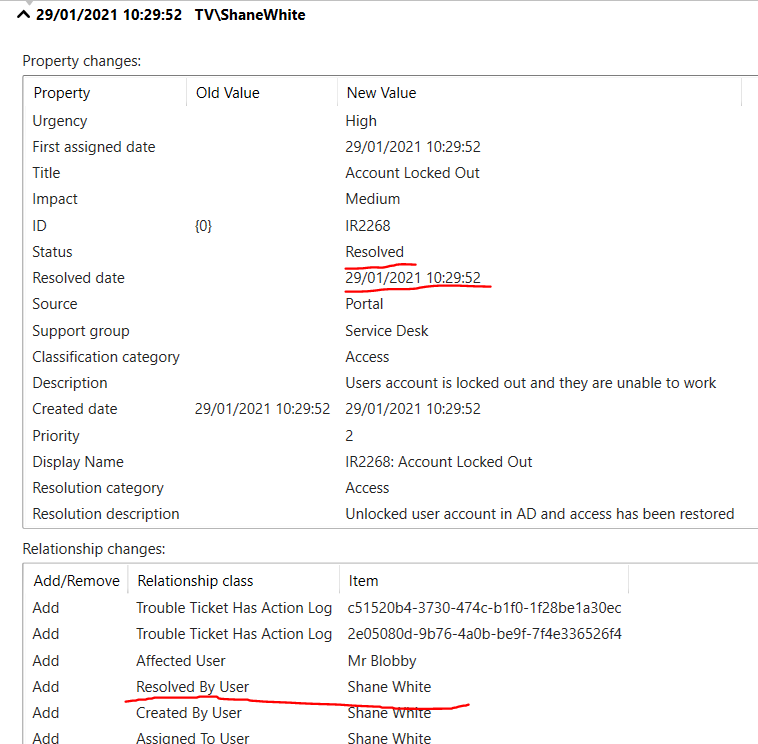 29/01/2021 10:29:52 TV\ShaneWhite
Property changes:
Property Old Value New Value
Urgency High
First assigned date 29/01/2021 10:29:52
Title Account Locked Out
Impact Medium
ID {0} IR2268
Status Resolved
Resolved date 29/01/2021 10:29:52
Source Portal
Support group Service Desk
Classification category Access
Description Users account is locked out and they are unable to work
Created date 29/01/2021 10:29:52 29/01/2021 10:29:52
Priority 2
Display Name IR2268: Account Locked Out
Resolution category Access
Resolution description Unlocked user account in AD and access has been restored
Relationship changes:
Add/Remove Relationship class Item
Add Trouble Ticket Has Action Log c51520b4-3730-474c-b1f0-1f28be1a30ec
Add Trouble Ticket Has Action Log 2e05080d-9b76-4a0b-be9f-7f4e336526f4
Add Affected User Mr Blobby
Add Resolved By User Shane White
Add Created By User Shane White
Add Assigned To User Shane White